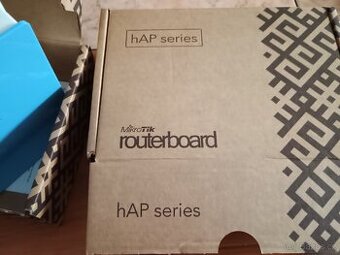 hAP series
MikroTik
routerboard
hAP series